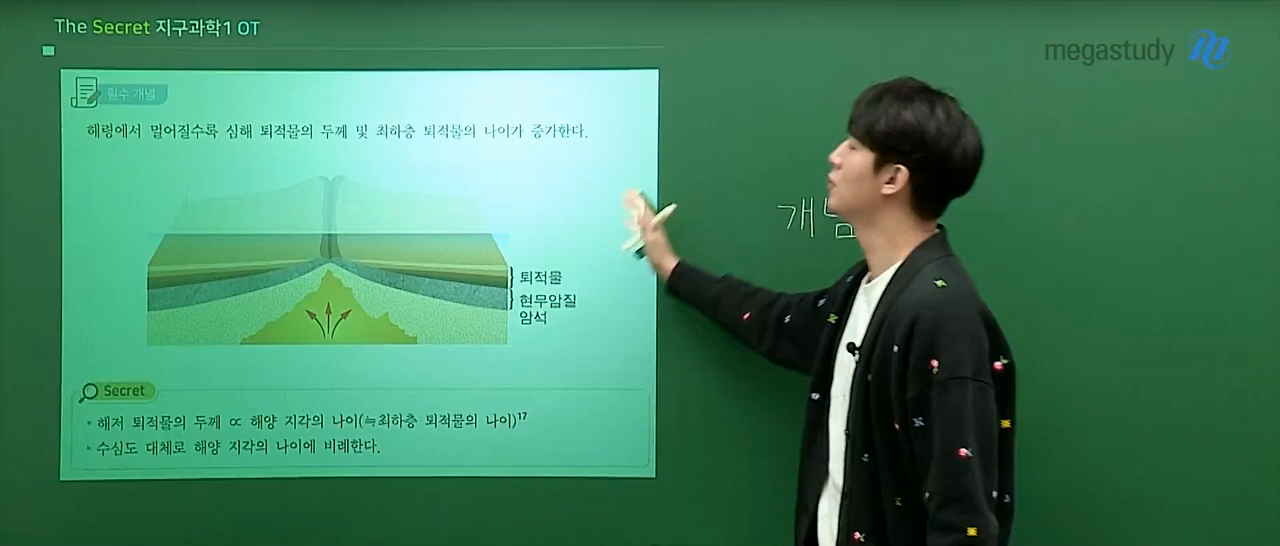 The Secret 지구과학1 OT
megastudy
필수 개념
해령에서 멀어질수록 심해 퇴적물의 두께 및 최하층 퇴적물의 나이가 증가한다.
개념
퇴적물
현무암질
암석
Secret
• 해저 퇴적물의 두께 ∝ 해양 지각의 나이(≒최하층 퇴적물의 나이)17
• 수심도 대체로 해양 지각의 나이에 비례한다.